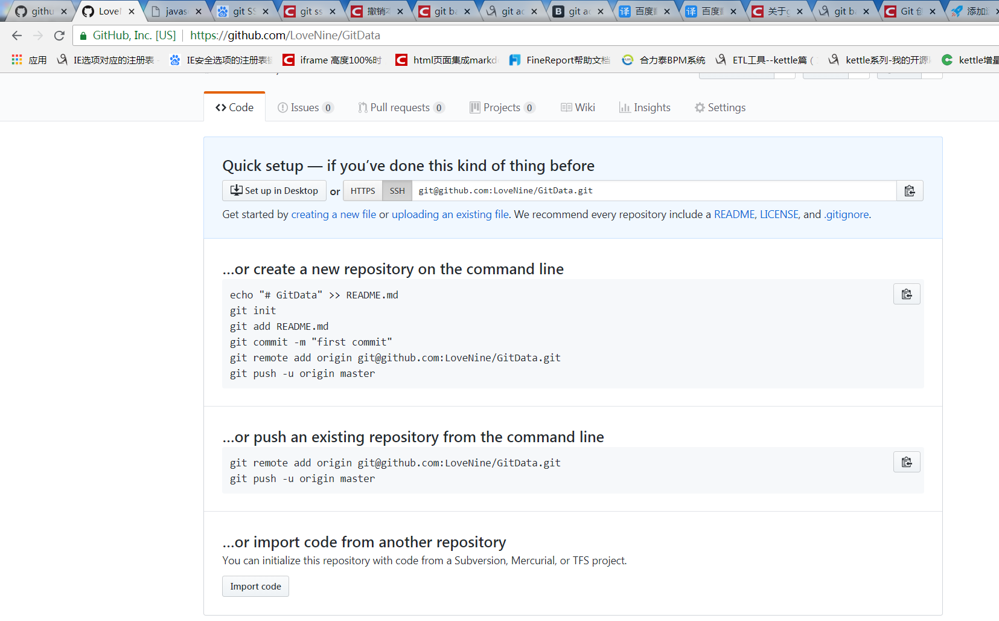 githu
LoveN
javas
git SS
git ss
撤销
git ba
git ac
git ac
百度
百度
关于g
git b
Git 创
添加
GitHub, Inc. [US] https://github.com/LoveNine/GitData
应用 IE选项对应的注册表 IE安全选项的注册表 iframe 高度100%时 html页面集成markd FineReport帮助文档 合力泰BPM系统 ETL工具--kettle篇 ( kettle系列-我的开源 kettle增量
Code Issues 0 Pull requests 0 Projects 0 Wiki Insights Settings
Quick setup — if you’ve done this kind of thing before
Set up in Desktop or HTTPS SSH git@github.com:LoveNine/GitData.git
Get started by creating a new file or uploading an existing file. We recommend every repository include a README, LICENSE, and .gitignore.
…or create a new repository on the command line
echo "# GitData" >> README.md
git init
git add README.md
git commit -m "first commit"
git remote add origin git@github.com:LoveNine/GitData.git
git push -u origin master
…or push an existing repository from the command line
git remote add origin git@github.com:LoveNine/GitData.git
git push -u origin master
…or import code from another repository
You can initialize this repository with code from a Subversion, Mercurial, or TFS project.
Import code